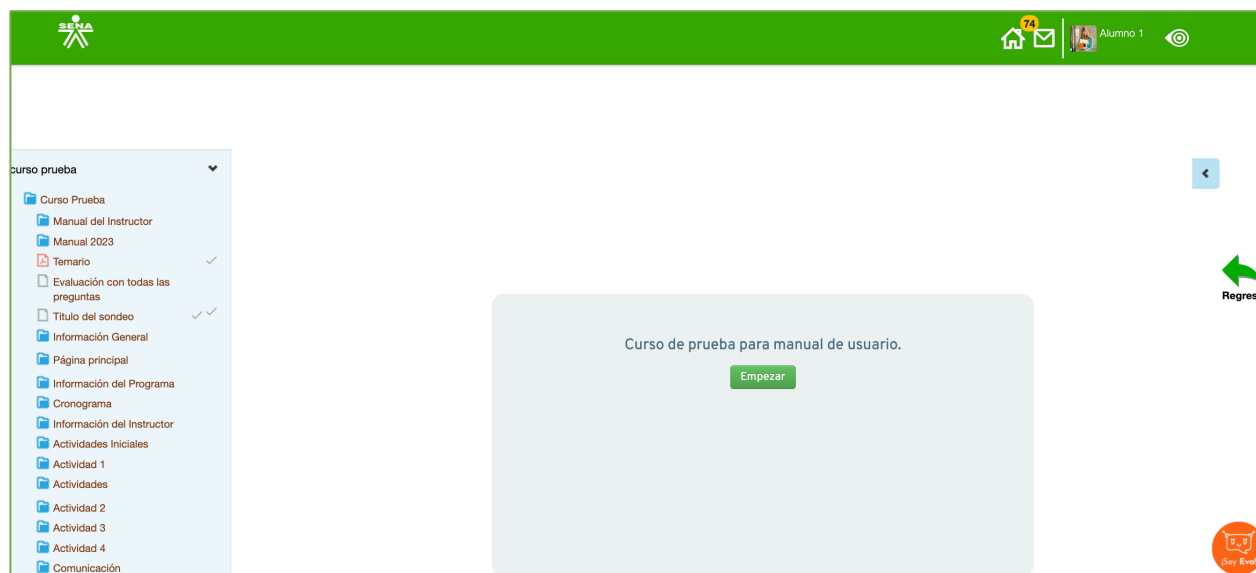 SENA
74
Alumno 1
curso prueba
Curso Prueba
Manual del Instructor
Manual 2023
Temario
Evaluación con todas las
preguntas
Titulo del sondeo
Información General
Página principal
Información del Programa
Cronograma
Información del Instructor
Actividades Iniciales
Actividad 1
Actividades
Actividad 2
Actividad 3
Actividad 4
Comunicación
Curso de prueba para manual de usuario.
Empezar
Regres
¡Soy Evo!